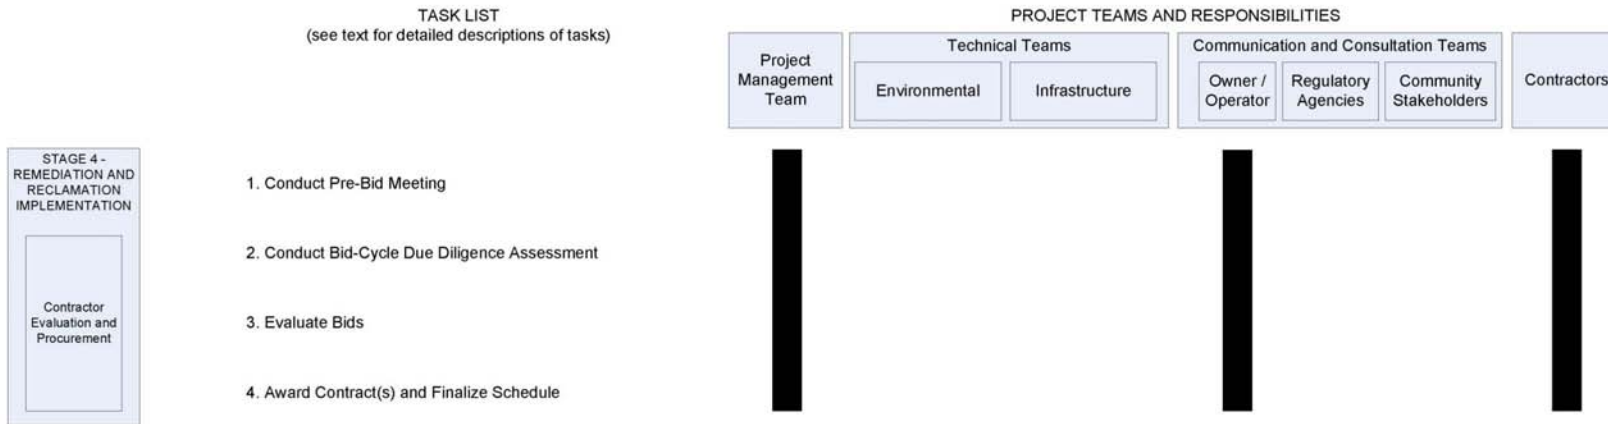 TASK LIST
(see text for detailed descriptions of tasks)
PROJECT TEAMS AND RESPONSIBILITIES
Project
Management
Team
Technical Teams
Environmental
Infrastructure
Communication and Consultation Teams
Owner /
Operator
Regulatory
Agencies
Community
Stakeholders
Contractors
STAGE 4 -
REMEDIATION AND
RECLAMATION
IMPLEMENTATION
Contractor
Evaluation and
Procurement
1. Conduct Pre-Bid Meeting
2. Conduct Bid-Cycle Due Diligence Assessment
3. Evaluate Bids
4. Award Contract(s) and Finalize Schedule